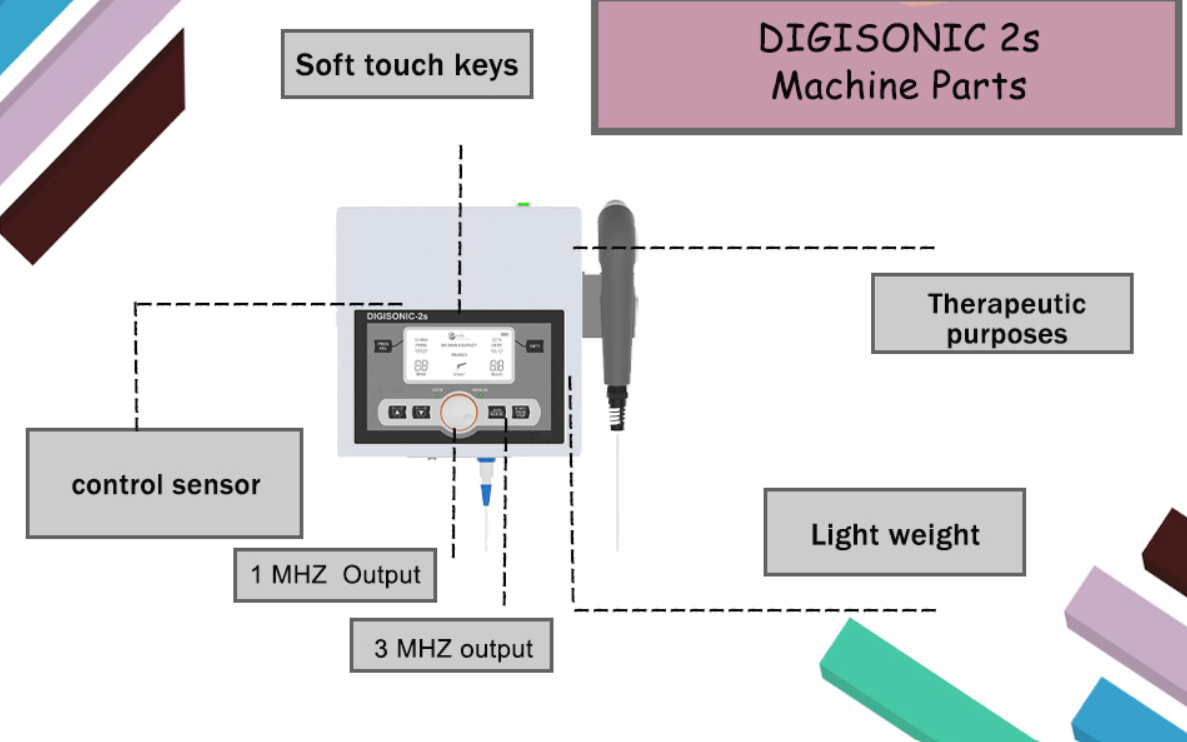 Soft touch keys
DIGISONIC 2s
Machine Parts
DIGISONIC-2s
Therapeutic
purposes
control sensor
Light weight
1 MHZ Output
3 MHZ output